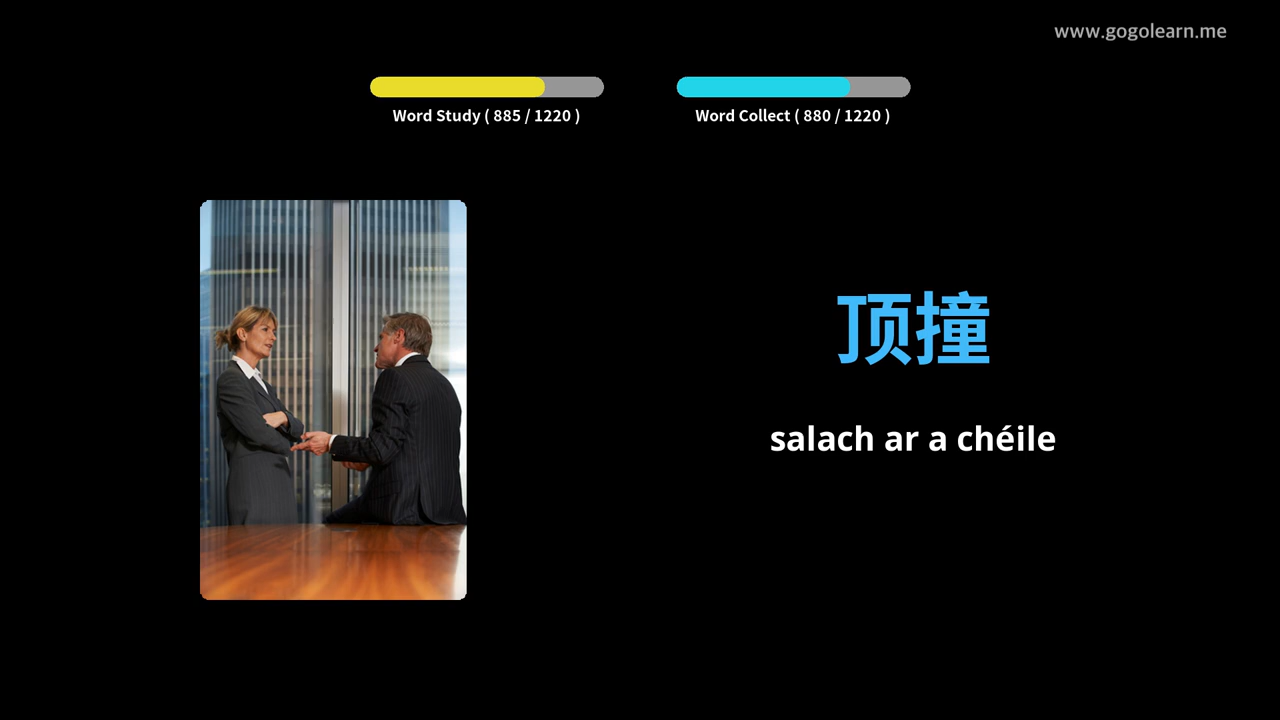 www.gogolearn.me
Word Study ( 885 / 1220 )
Word Collect ( 880 / 1220 )
顶撞
salach ar a chéile